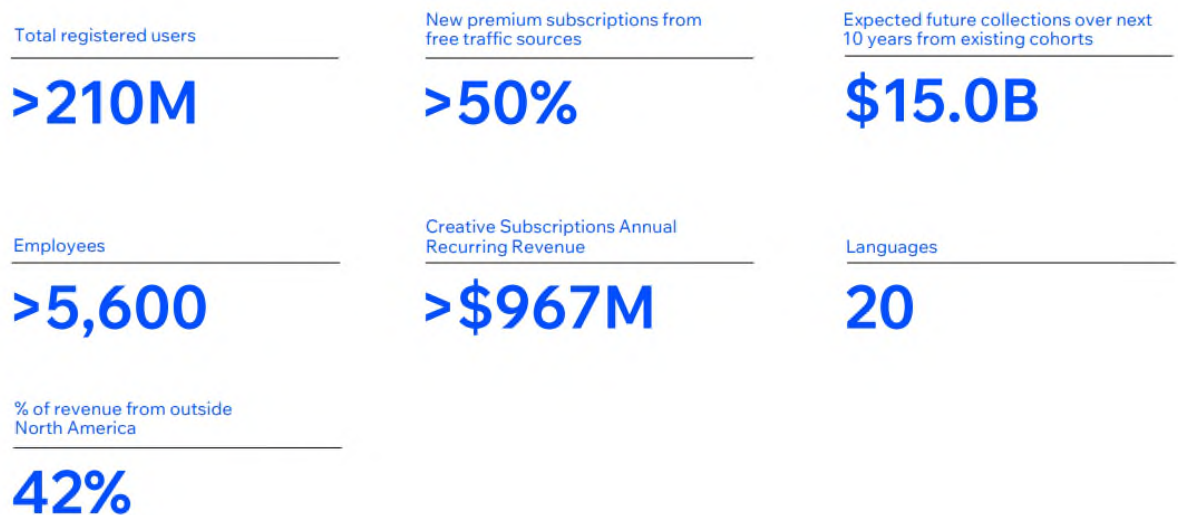 Total registered users
>210M
New premium subscriptions from
free traffic sources
>50%
Expected future collections over next
10 years from existing cohorts
$15.0B
Employees
>5,600
Creative Subscriptions Annual
Recurring Revenue
>$967M
Languages
20
% of revenue from outside
North America
42%